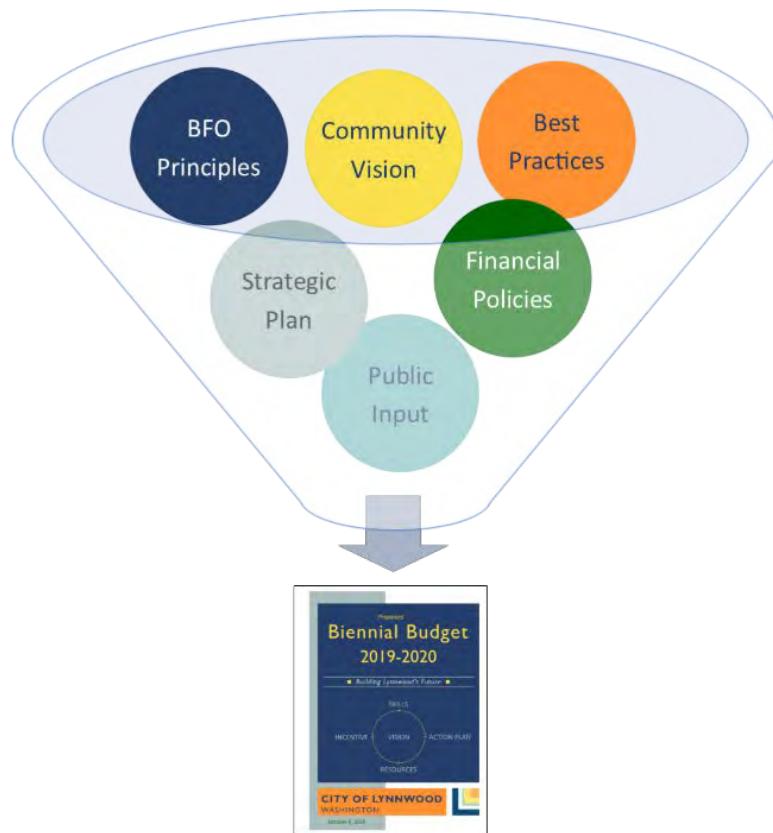 BFO
Principles
Community
Vision
Best
Practices
Strategic
Plan
Financial
Policies
Public
Input
Proposed
Biennial Budget
2019-2020
Building Lynnwood's Future
SKILLS
INCENTIVE
VISION
ACTION PLAN
RESOURCES
CITY OF LYNNWOOD
WASHINGTON